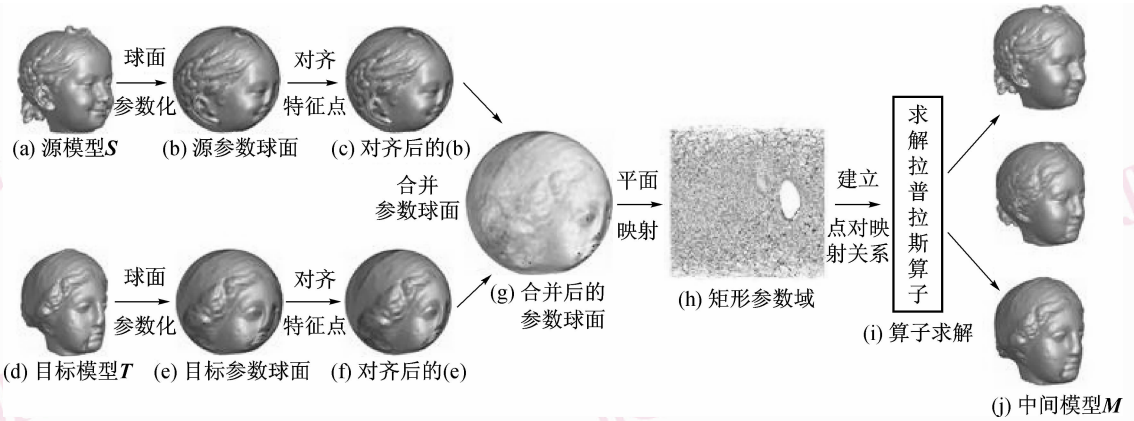 球面
参数化
对齐
特征点
(a) 源模型S
(b) 源参数球面
(c) 对齐后的(b)
合并
参数球面
平面
映射
建立
点对映
射关系
求解拉普拉斯算子
球面
参数化
对齐
特征点
(g) 合并后的
参数球面
(h) 矩形参数域
(i) 算子求解
(d) 目标模型T
(e) 目标参数球面
(f) 对齐后的(e)
(j) 中间模型M